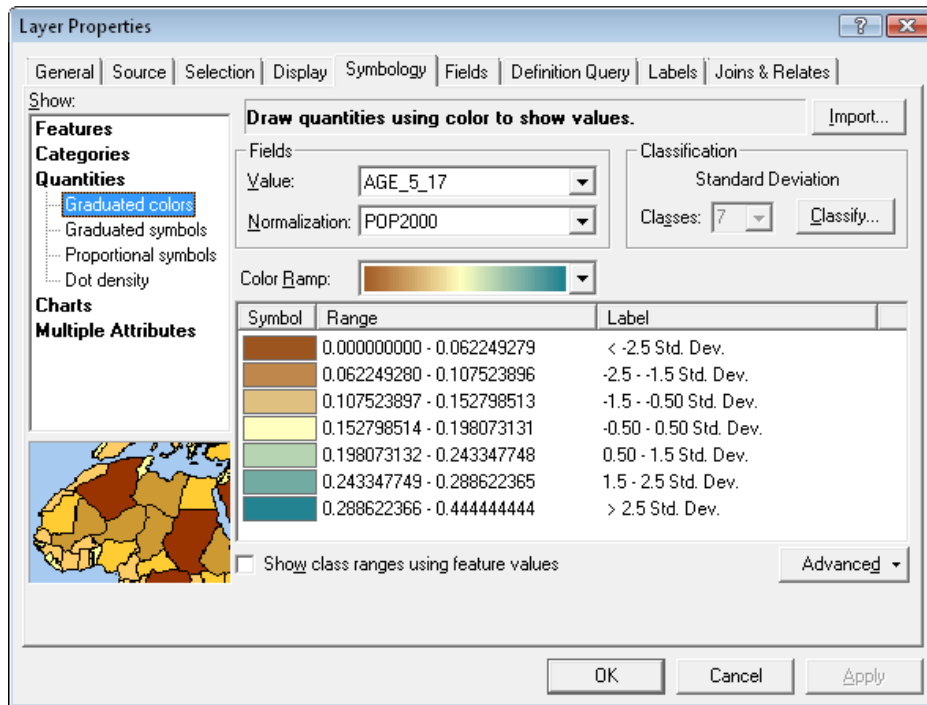 Layer Properties
General Source Selection Display Symbology Fields Definition Query Labels Joins & Relates
Show:
Features
Categories
Quantities
Graduated colors
Graduated symbols
Proportional symbols
Dot density
Charts
Multiple Attributes
Draw quantities using color to show values.
Import...
Fields
Value: AGE_5_17
Normalization: POP2000
Classification
Standard Deviation
Classes: 7 Classify...
Color Ramp:
Symbol Range Label
0.000000000 - 0.062249279 < -2.5 Std. Dev.
0.062249280 - 0.107523896 -2.5 - -1.5 Std. Dev.
0.107523897 - 0.152798513 -1.5 - -0.50 Std. Dev.
0.152798514 - 0.198073131 -0.50 - 0.50 Std. Dev.
0.198073132 - 0.243347748 0.50 - 1.5 Std. Dev.
0.243347749 - 0.288622365 1.5 - 2.5 Std. Dev.
0.288622366 - 0.444444444 > 2.5 Std. Dev.
Show class ranges using feature values
Advanced
OK Cancel Apply